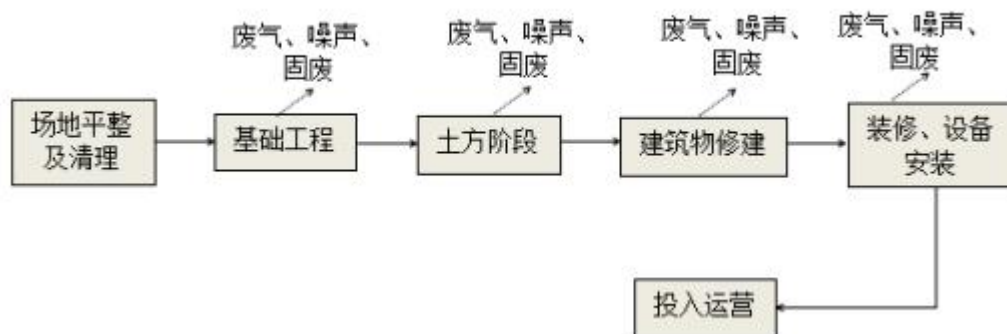 废气、噪声、
固废
废气、噪声、
固废
废气、噪声、
固废
废气、噪声、
固废
场地平整
及清理
基础工程
土方阶段
建筑物修建
装修、设备
安装
投入运营